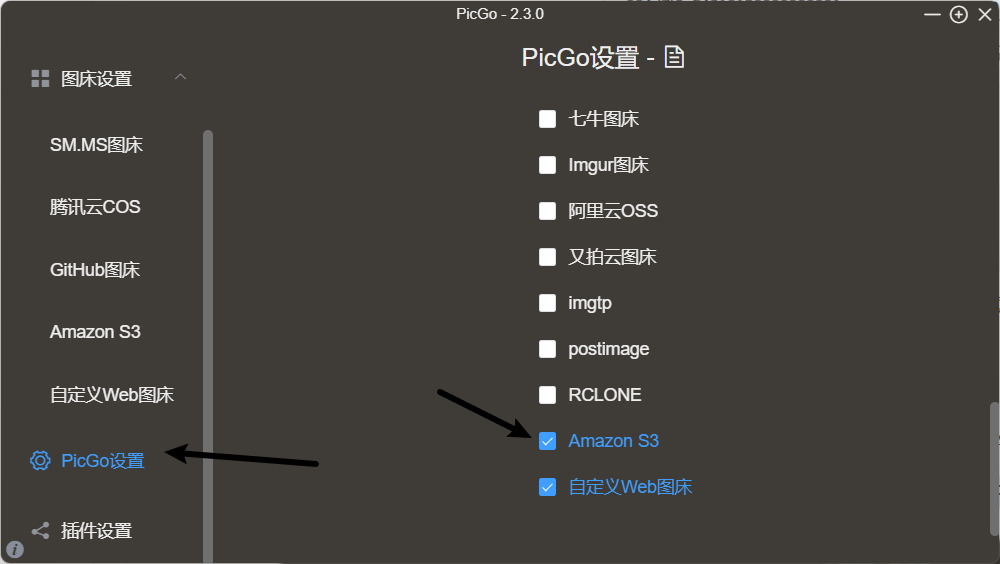 PicGo - 2.3.0
图床设置
SM.MS图床
腾讯云COS
GitHub图床
Amazon S3
自定义Web图床
PicGo设置
插件设置
PicGo设置 -
七牛图床
Imgur图床
阿里云OSS
又拍云图床
imgtp
postimage
RCLONE
Amazon S3
自定义Web图床